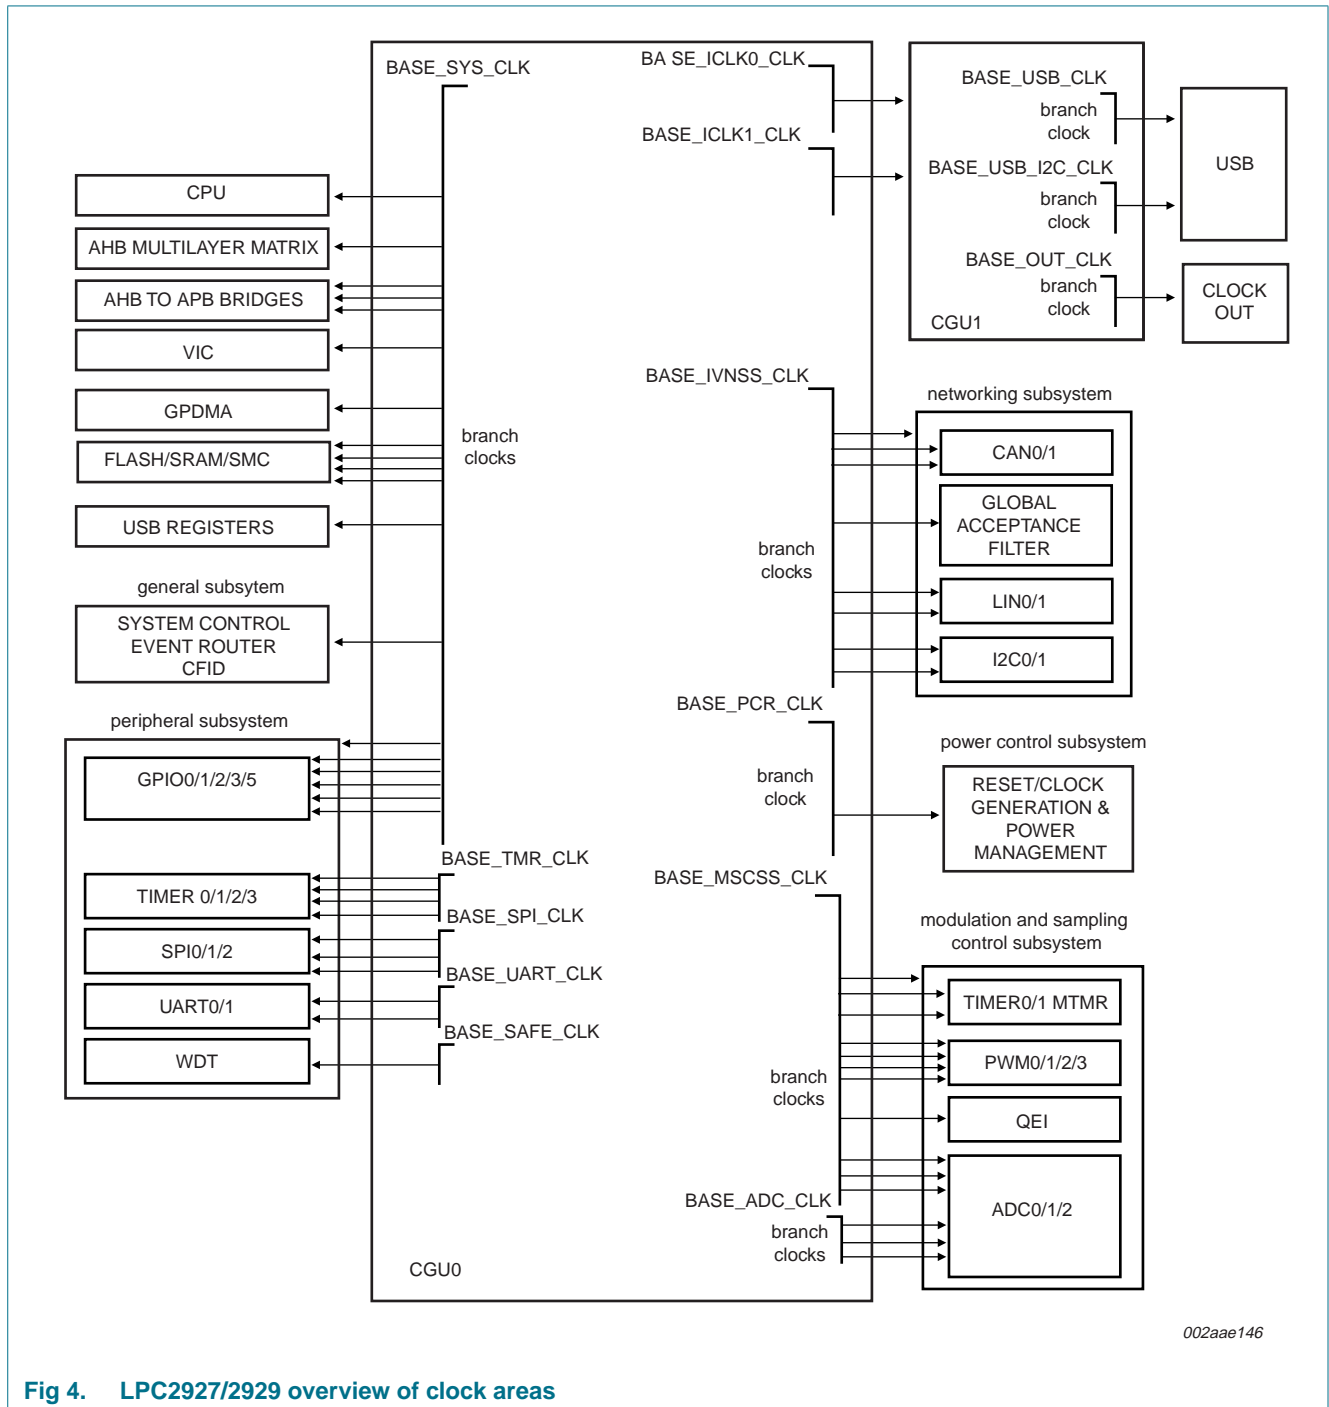 BASE_SYS_CLK
CPU
AHB MULTILAYER MATRIX
AHB TO APB BRIDGES
VIC
GPDMA
FLASH/SRAM/SMC
USB REGISTERS
branch
clocks
general subsytem
SYSTEM CONTROL
EVENT ROUTER
CFID
peripheral subsystem
GPIO0/1/2/3/5
BASE_TMR_CLK
TIMER 0/1/2/3
BASE_SPI_CLK
SPI0/1/2
BASE_UART_CLK
UART0/1
BASE_SAFE_CLK
WDT
CGU0
BA SE_ICLK0_CLK
BASE_ICLK1_CLK
BASE_USB_CLK
branch
clock
BASE_USB_I2C_CLK
branch
clock
USB
BASE_OUT_CLK
branch
clock
CGU1
CLOCK
OUT
BASE_IVNSS_CLK
branch
clocks
networking subsystem
CAN0/1
GLOBAL
ACCEPTANCE
FILTER
LIN0/1
I2C0/1
BASE_PCR_CLK
branch
clock
power control subsystem
RESET/CLOCK
GENERATION &
POWER
MANAGEMENT
BASE_MSCSS_CLK
branch
clocks
modulation and sampling
control subsystem
TIMER0/1 MTMR
PWM0/1/2/3
QEI
BASE_ADC_CLK
branch
clocks
ADC0/1/2
002aae146
Fig 4. LPC2927/2929 overview of clock areas